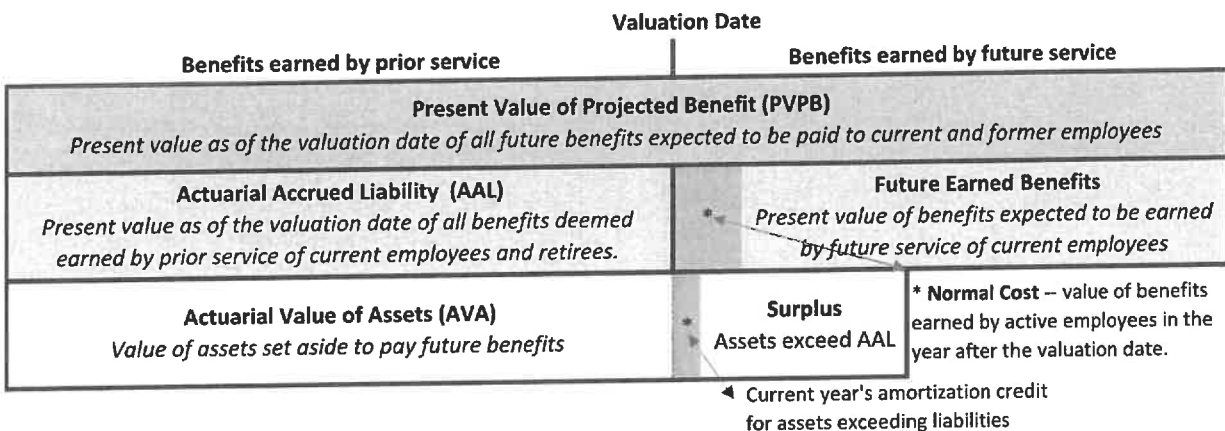 Valuation Date
Benefits earned by prior service
Benefits earned by future service
Present Value of Projected Benefit (PVPB)
Present value as of the valuation date of all future benefits expected to be paid to current and former employees
Actuarial Accrued Liability (AAL)
Present value as of the valuation date of all benefits deemed
earned by prior service of current employees and retirees.
*
Future Earned Benefits
Present value of benefits expected to be earned
by future service of current employees
Actuarial Value of Assets (AVA)
Value of assets set aside to pay future benefits
*
Surplus
Assets exceed AAL
* Normal Cost – value of benefits
earned by active employees in the
year after the valuation date.
Current year's amortization credit
for assets exceeding liabilities